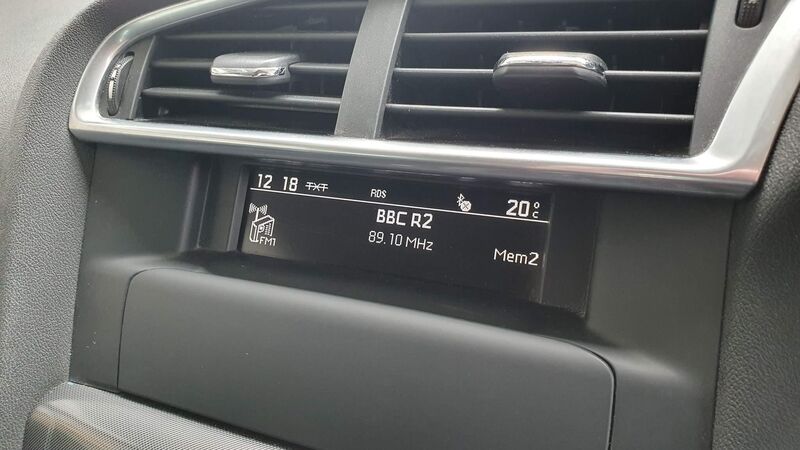 12 18 TXT RDS 20°C
BBC R2
89.10 MHz
FM1
Mem2